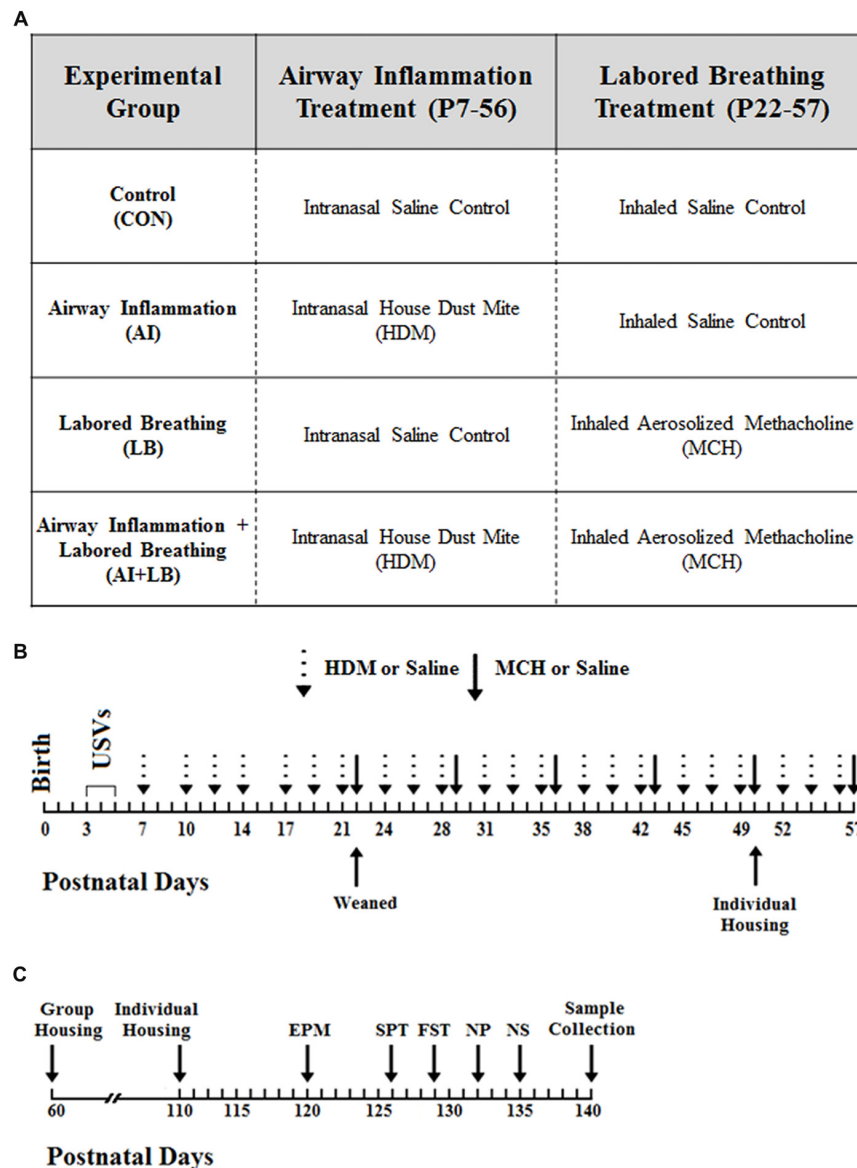 A
Experimental Group
Airway Inflammation Treatment (P7-56)
Labored Breathing Treatment (P22-57)
Control
(CON)
Intranasal Saline Control
Inhaled Saline Control
Airway Inflammation
(AI)
Intranasal House Dust Mite
(HDM)
Inhaled Saline Control
Labored Breathing
(LB)
Intranasal Saline Control
Inhaled Aerosolized Methacholine
(MCH)
Airway Inflammation +
Labored Breathing
(AI+LB)
Intranasal House Dust Mite
(HDM)
Inhaled Aerosolized Methacholine
(MCH)
B
HDM or Saline
MCH or Saline
Birth
USVs
0 3 7 10 14 17 21 24 28 31 35 38 42 45 49 52 57
Postnatal Days
Weaned
Individual
Housing
C
Group
Housing
Individual
Housing
EPM
SPT
FST
NP
NS
Sample
Collection
60 110 115 120 125 130 135 140
Postnatal Days